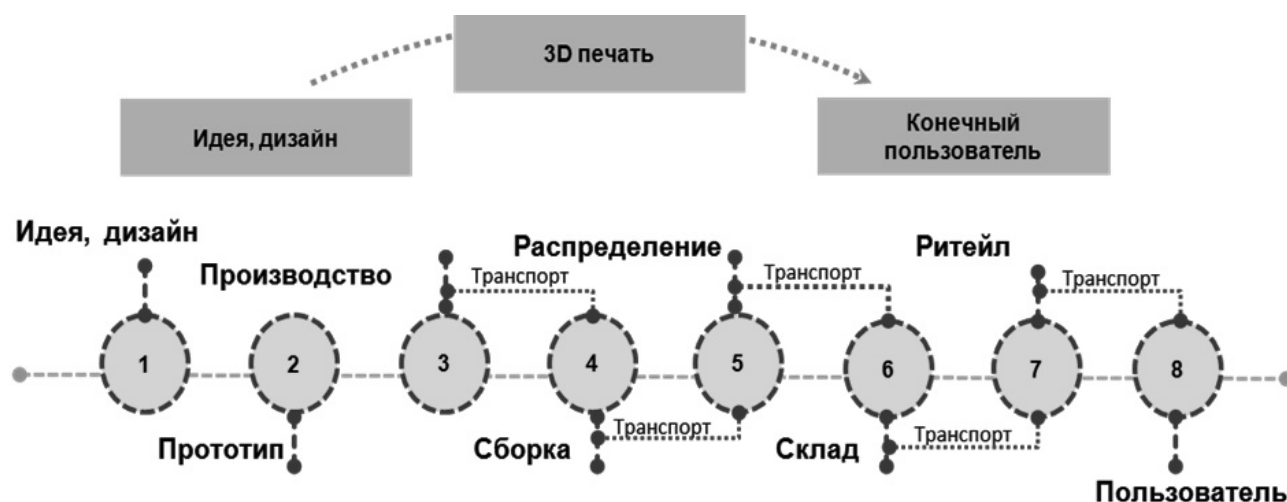 3D печать
Идея, дизайн
Конечный
пользователь
Идея, дизайн
Производство
Распределение
Ритейл
Транспорт
Транспорт
Транспорт
1
2
3
4
5
6
7
8
Прототип
Сборка
Транспорт
Склад
Транспорт
Пользователь